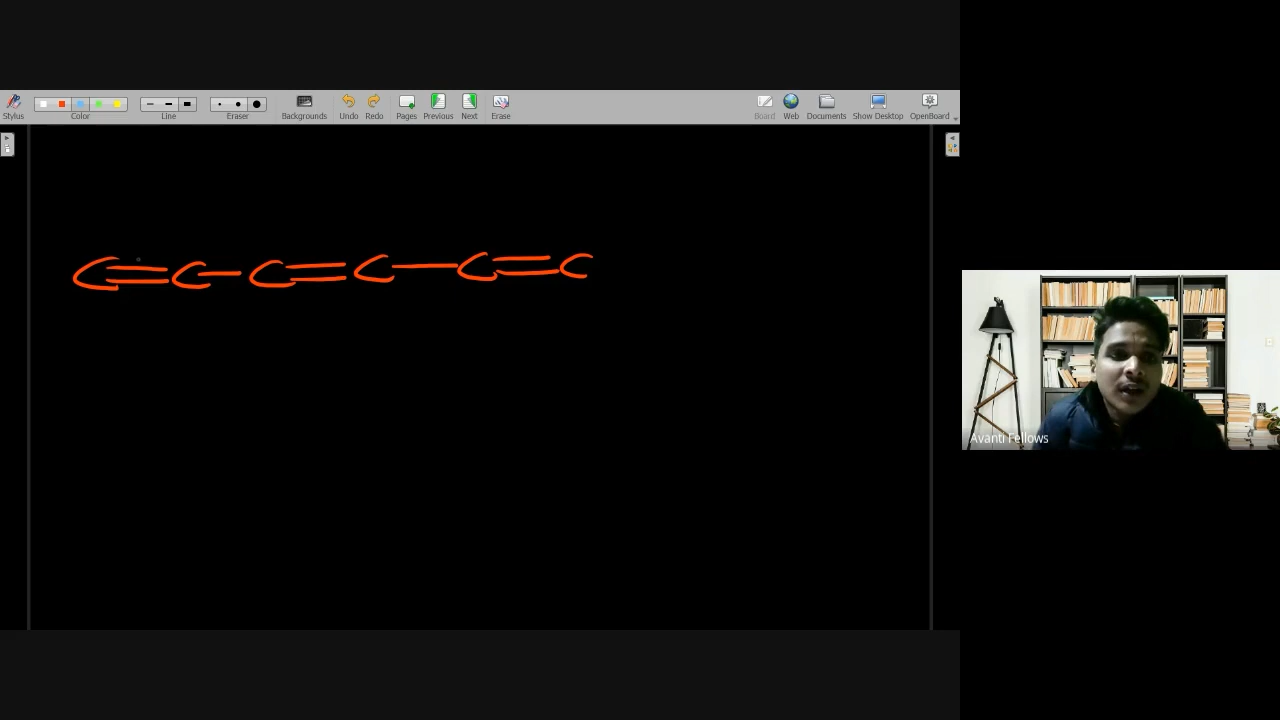 Stylus Color Line Eraser Backgrounds Undo Redo Pages Previous Next Erase Board Web Documents Show Desktop OpenBoard
C=C-C=C-C=C
Avanti Fellows